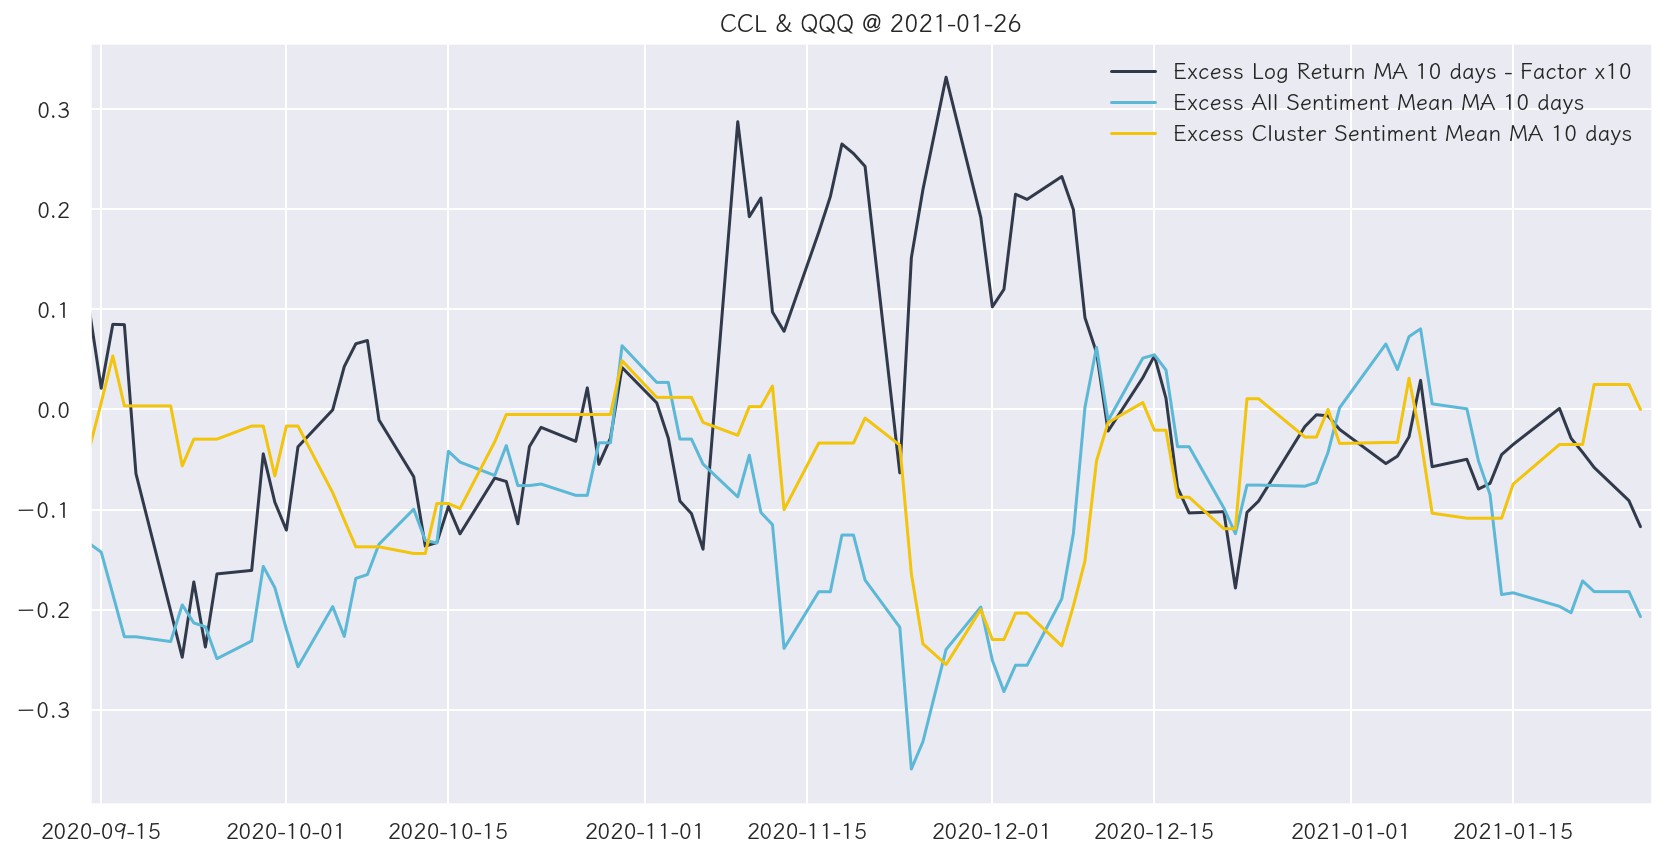 CCL & QQQ @ 2021-01-26
Excess Log Return MA 10 days - Factor x10
Excess All Sentiment Mean MA 10 days
Excess Cluster Sentiment Mean MA 10 days
0.3
0.2
0.1
0.0
−0.1
−0.2
−0.3
2020-09-15 2020-10-01 2020-10-15 2020-11-01 2020-11-15 2020-12-01 2020-12-15 2021-01-01 2021-01-15